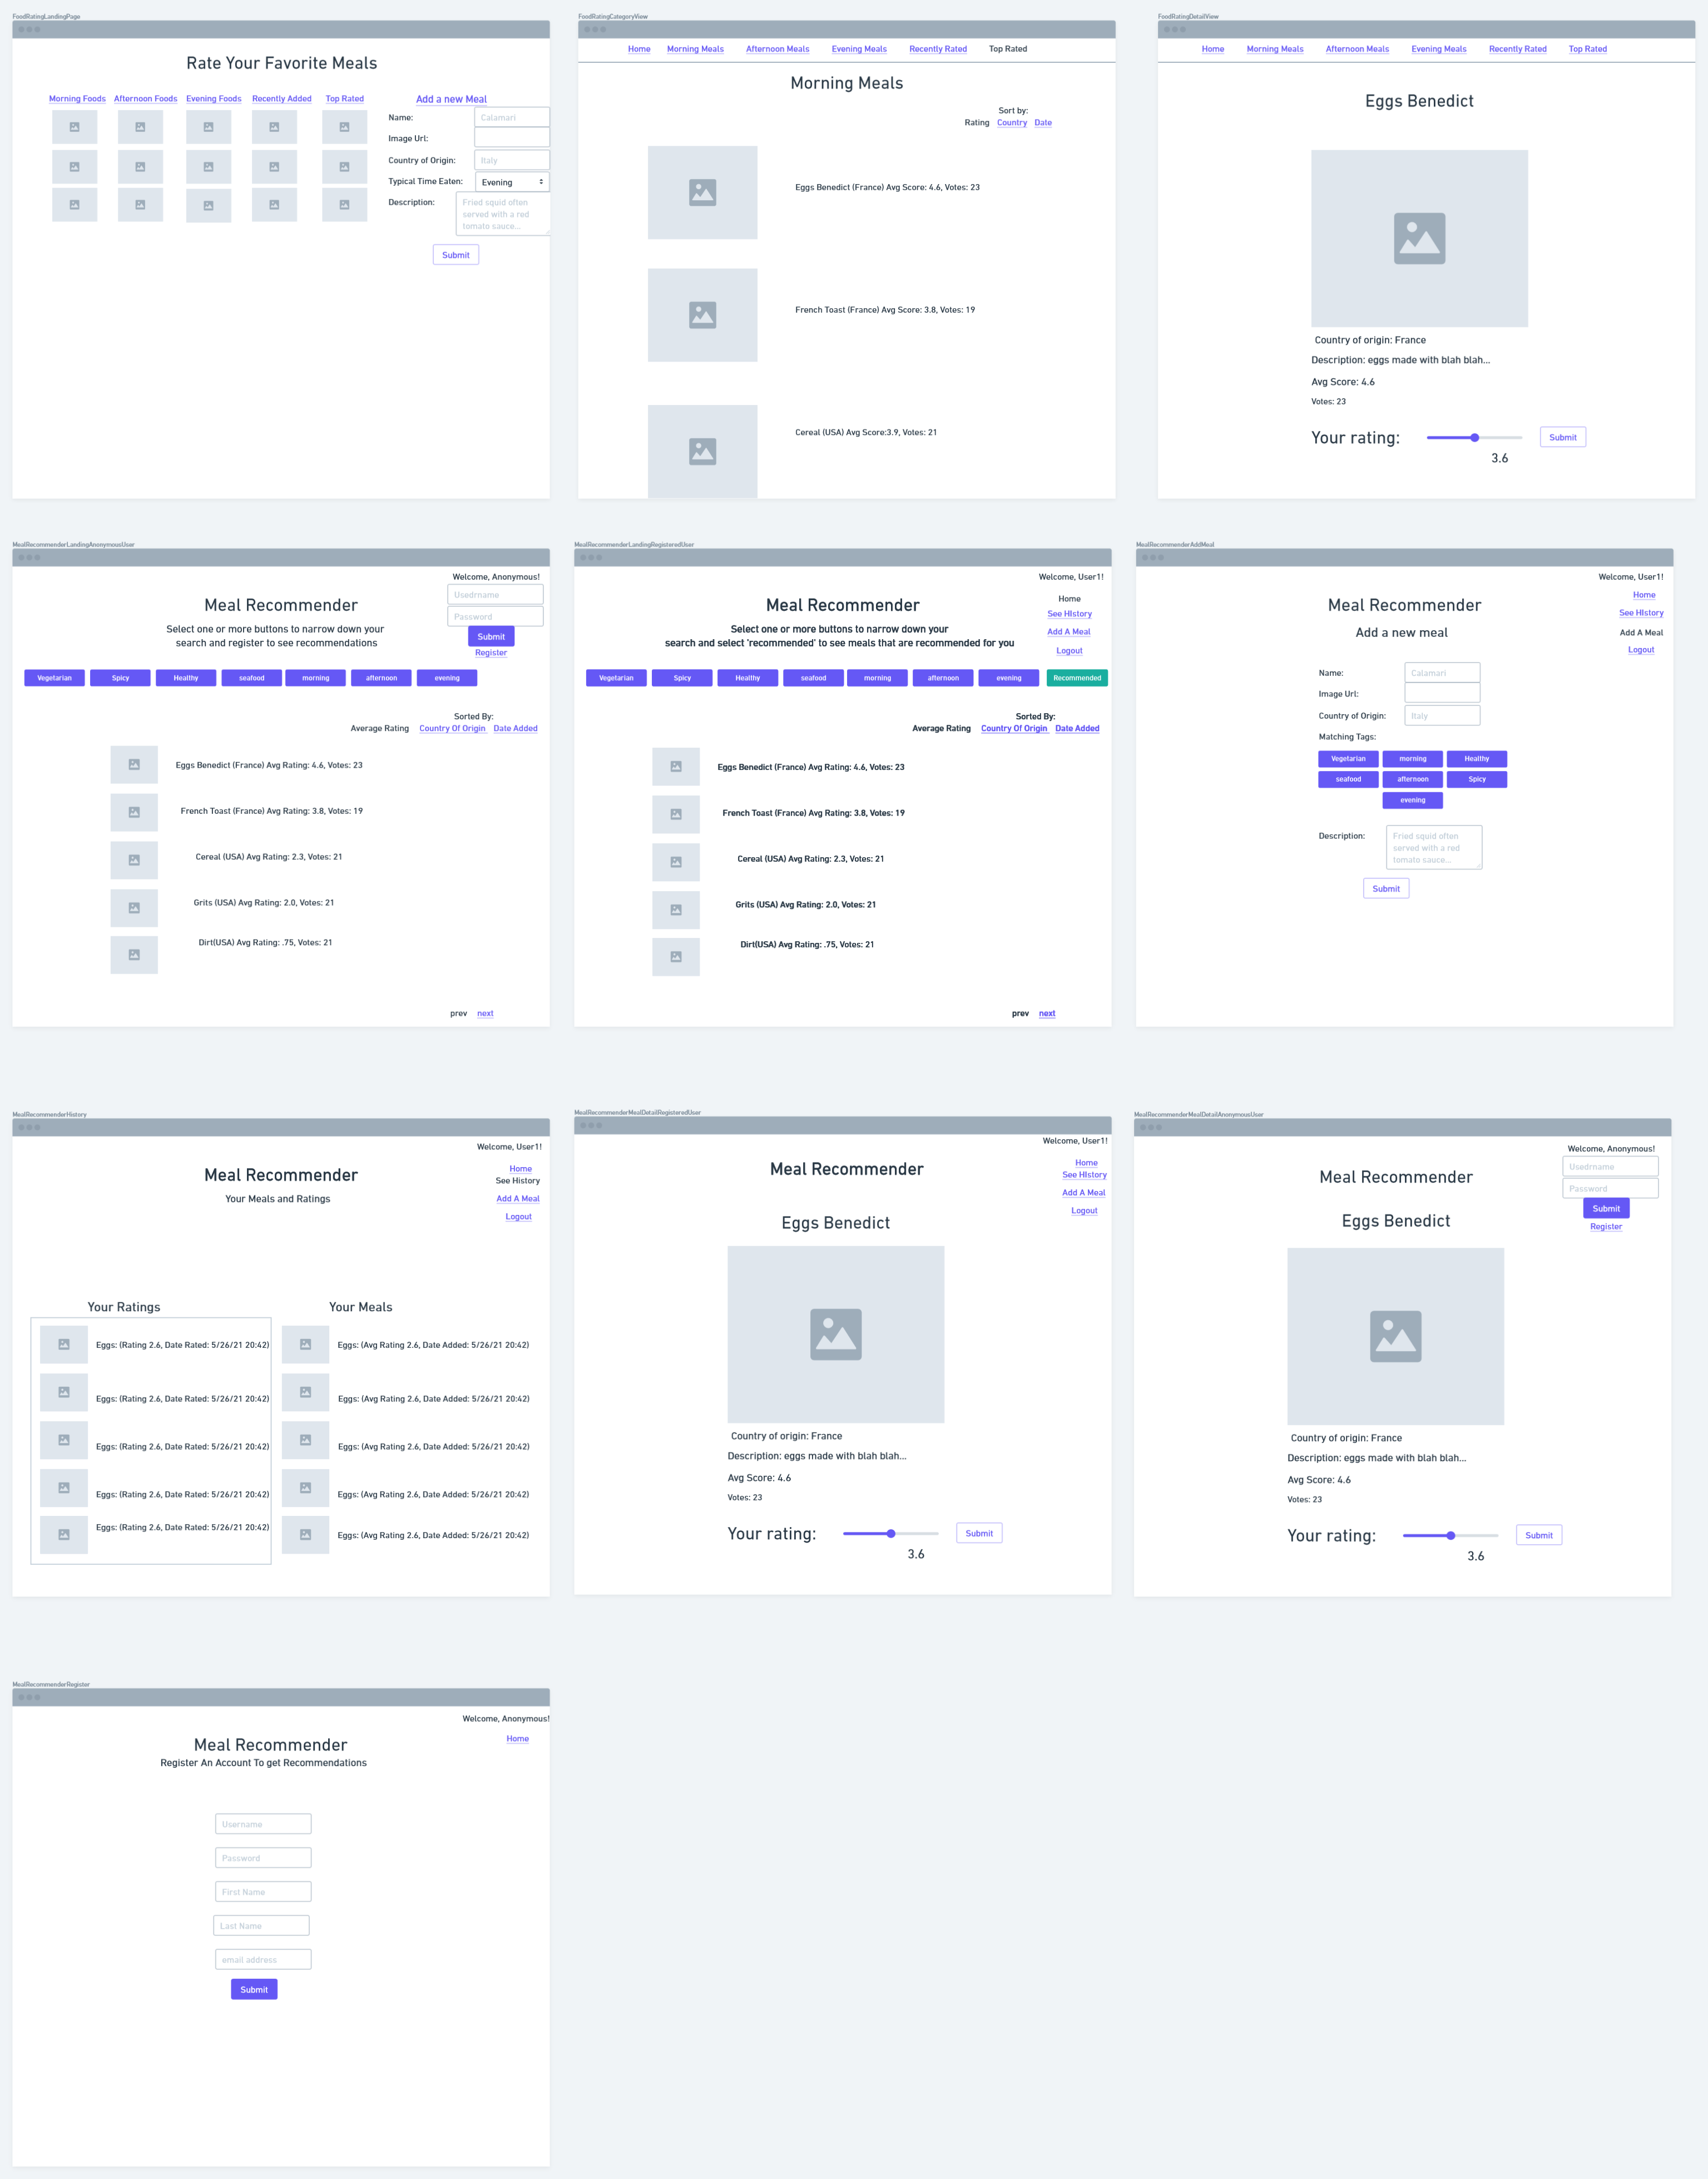 FoodRatingLandingPage
Rate Your Favorite Meals
Morning Foods Afternoon Foods Evening Foods Recently Added Top Rated
Add a new Meal
Name: Calamari
Image Url:
Country of Origin: Italy
Typical Time Eaten: Evening
Description: Fried squid often
served with a red
tomato sauce...
Submit
FoodRatingCategoryView
Home Morning Meals Afternoon Meals Evening Meals Recently Rated Top Rated
Morning Meals
Sort by:
Rating Country Date
Eggs Benedict (France) Avg Score: 4.6, Votes: 23
French Toast (France) Avg Score: 3.8, Votes: 19
Cereal (USA) Avg Score:3.9, Votes: 21
FoodRatingDetailView
Home Morning Meals Afternoon Meals Evening Meals Recently Rated Top Rated
Eggs Benedict
Country of origin: France
Description: eggs made with blah blah...
Avg Score: 4.6
Votes: 23
Your rating: Submit
3.6
MealRecommenderLandingAnonymousUser
Welcome, Anonymous!
Usedrname
Password
Submit
Register
Meal Recommender
Select one or more buttons to narrow down your
search and register to see recommendations
Vegetarian Spicy Healthy seafood morning afternoon evening
Sorted By:
Average Rating Country Of Origin Date Added
Eggs Benedict (France) Avg Rating: 4.6, Votes: 23
French Toast (France) Avg Rating: 3.8, Votes: 19
Cereal (USA) Avg Rating: 2.3, Votes: 21
Grits (USA) Avg Rating: 2.0, Votes: 21
Dirt(USA) Avg Rating: .75, Votes: 21
prev next
MealRecommenderLandingRegisteredUser
Welcome, User1!
Home
See HIstory
Add A Meal
Logout
Meal Recommender
Select one or more buttons to narrow down your
search and select 'recommended' to see meals that are recommended for you
Vegetarian Spicy Healthy seafood morning afternoon evening Recommended
Sorted By:
Average Rating Country Of Origin Date Added
Eggs Benedict (France) Avg Rating: 4.6, Votes: 23
French Toast (France) Avg Rating: 3.8, Votes: 19
Cereal (USA) Avg Rating: 2.3, Votes: 21
Grits (USA) Avg Rating: 2.0, Votes: 21
Dirt(USA) Avg Rating: .75, Votes: 21
prev next
MealRecommenderAddMeal
Welcome, User1!
Home
See HIstory
Add A Meal
Logout
Meal Recommender
Add a new meal
Name: Calamari
Image Url:
Country of Origin: Italy
Matching Tags:
Vegetarian morning Healthy
seafood afternoon Spicy
evening
Description: Fried squid often
served with a red
tomato sauce...
Submit
MealRecommenderHistory
Welcome, User1!
Home
See History
Add A Meal
Logout
Meal Recommender
Your Meals and Ratings
Your Ratings
Eggs: (Rating 2.6, Date Rated: 5/26/21 20:42)
Eggs: (Rating 2.6, Date Rated: 5/26/21 20:42)
Eggs: (Rating 2.6, Date Rated: 5/26/21 20:42)
Eggs: (Rating 2.6, Date Rated: 5/26/21 20:42)
Eggs: (Rating 2.6, Date Rated: 5/26/21 20:42)
Your Meals
Eggs: (Avg Rating 2.6, Date Added: 5/26/21 20:42)
Eggs: (Avg Rating 2.6, Date Added: 5/26/21 20:42)
Eggs: (Avg Rating 2.6, Date Added: 5/26/21 20:42)
Eggs: (Avg Rating 2.6, Date Added: 5/26/21 20:42)
Eggs: (Avg Rating 2.6, Date Added: 5/26/21 20:42)
MealRecommenderMealDetailRegisteredUser
Welcome, User1!
Home
See HIstory
Add A Meal
Logout
Meal Recommender
Eggs Benedict
Country of origin: France
Description: eggs made with blah blah...
Avg Score: 4.6
Votes: 23
Your rating: Submit
3.6
MealRecommenderMealDetailAnonymousUser
Welcome, Anonymous!
Usedrname
Password
Submit
Register
Meal Recommender
Eggs Benedict
Country of origin: France
Description: eggs made with blah blah...
Avg Score: 4.6
Votes: 23
Your rating: Submit
3.6
MealRecommenderRegister
Welcome, Anonymous!
Home
Meal Recommender
Register An Account To get Recommendations
Username
Password
First Name
Last Name
email address
Submit